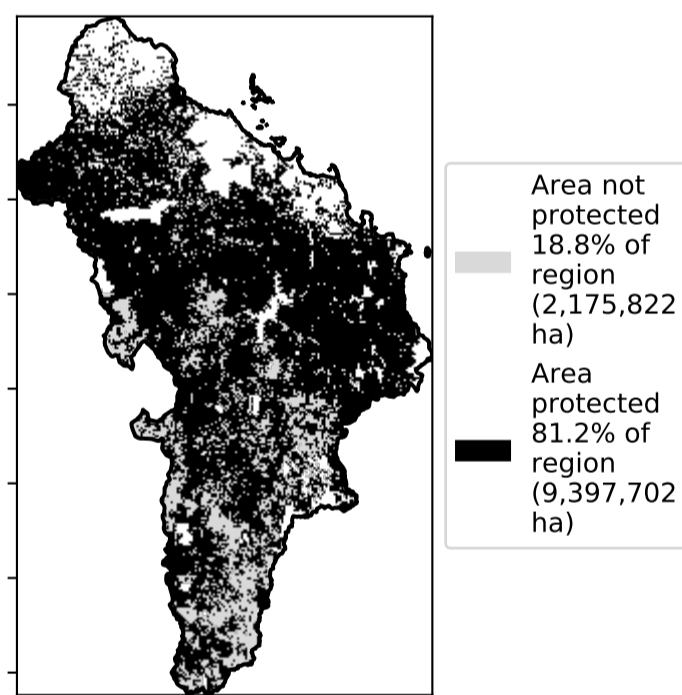 Area not
protected
18.8% of
region
(2,175,822
ha)
Area
protected
81.2% of
region
(9,397,702
ha)